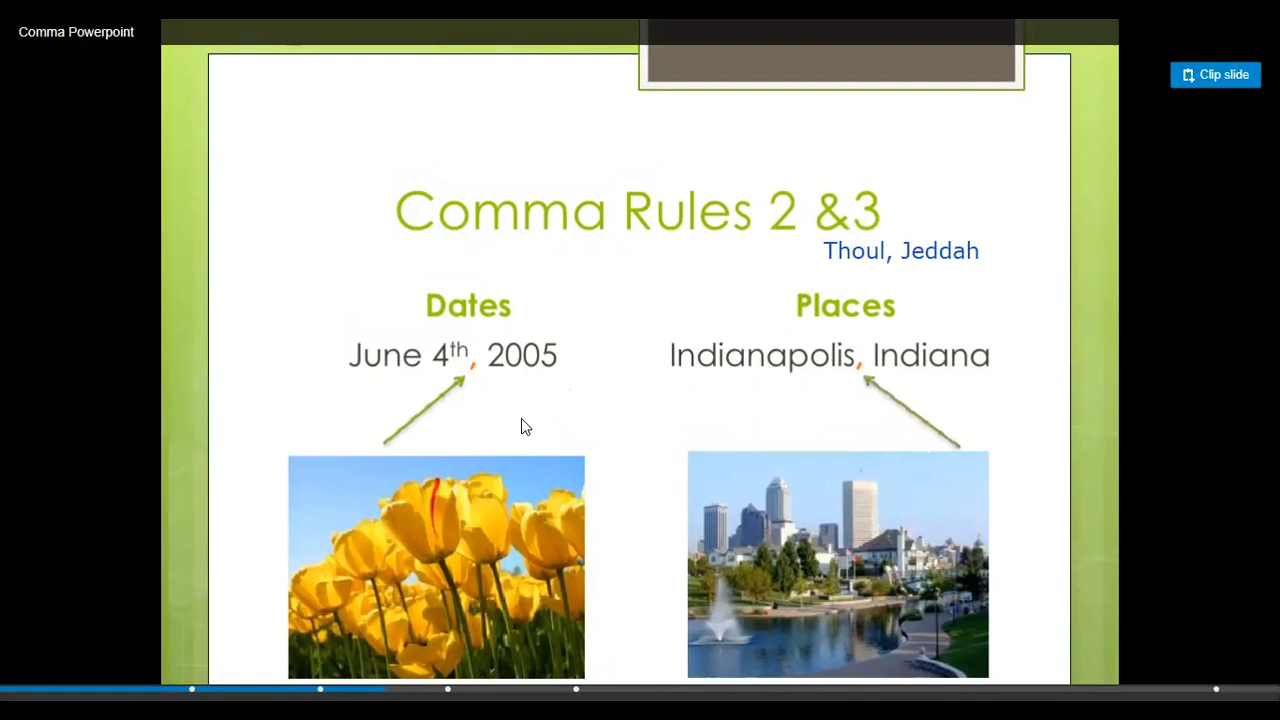 Comma Powerpoint
Clip slide
Comma Rules 2 &3
Thoul, Jeddah
Dates
Places
June 4th, 2005
Indianapolis, Indiana